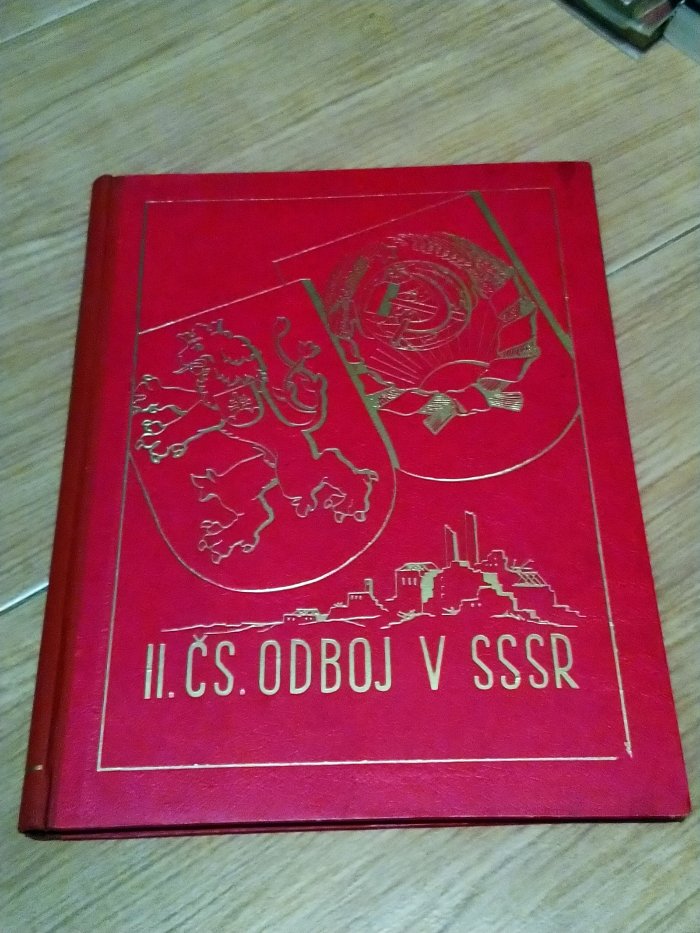 II. ČS. ODBOJ V SSSR